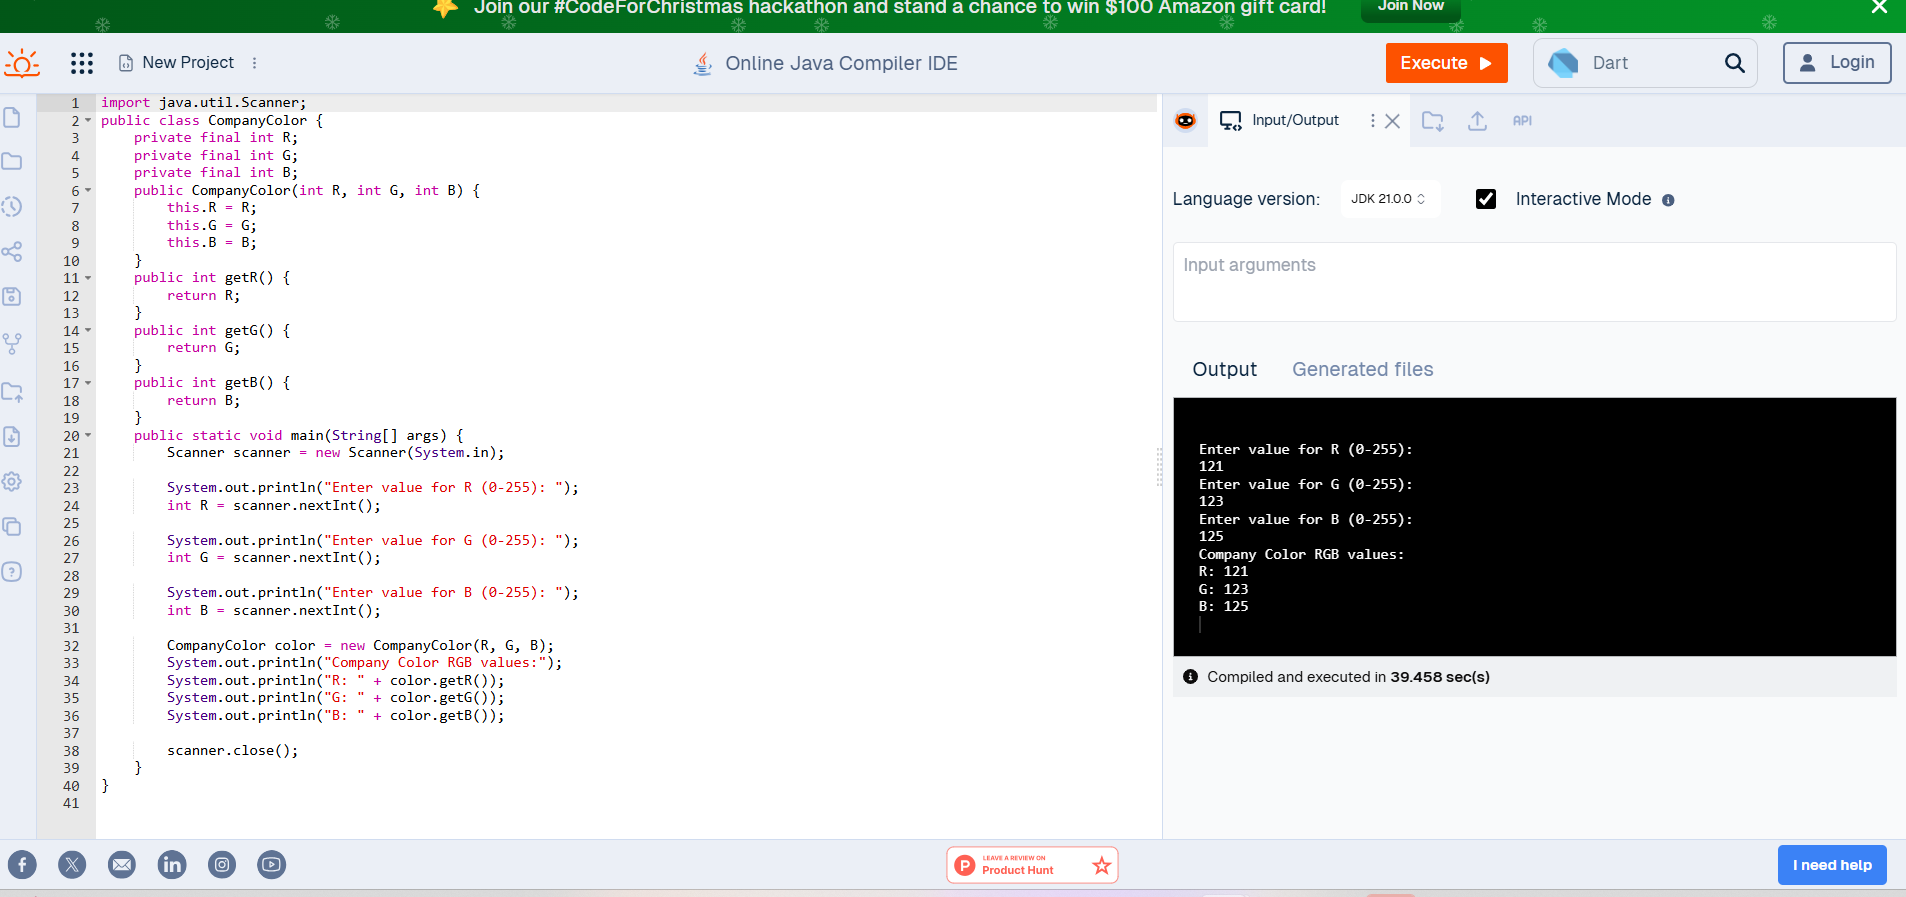 Join our #CodeForChristmas hackathon and stand a chance to win $100 Amazon gift card!
Join Now
New Project
Online Java Compiler IDE
Execute
Dart
Login
1 import java.util.Scanner;
2 public class CompanyColor {
3 private final int R;
4 private final int G;
5 private final int B;
6 public CompanyColor(int R, int G, int B) {
7 this.R = R;
8 this.G = G;
9 this.B = B;
10 }
11 public int getR() {
12 return R;
13 }
14 public int getG() {
15 return G;
16 }
17 public int getB() {
18 return B;
19 }
20 public static void main(String[] args) {
21 Scanner scanner = new Scanner(System.in);
22
23 System.out.println("Enter value for R (0-255): ");
24 int R = scanner.nextInt();
25
26 System.out.println("Enter value for G (0-255): ");
27 int G = scanner.nextInt();
28
29 System.out.println("Enter value for B (0-255): ");
30 int B = scanner.nextInt();
31
32 CompanyColor color = new CompanyColor(R, G, B);
33 System.out.println("Company Color RGB values:");
34 System.out.println("R: " + color.getR());
35 System.out.println("G: " + color.getG());
36 System.out.println("B: " + color.getB());
37
38 scanner.close();
39 }
40 }
41
Input/Output
API
Language version:
JDK 21.0.0
Interactive Mode
Input arguments
Output
Generated files
Enter value for R (0-255):
121
Enter value for G (0-255):
123
Enter value for B (0-255):
125
Company Color RGB values:
R: 121
G: 123
B: 125
Compiled and executed in 39.458 sec(s)
P
LEAVE A REVIEW ON
Product Hunt
I need help